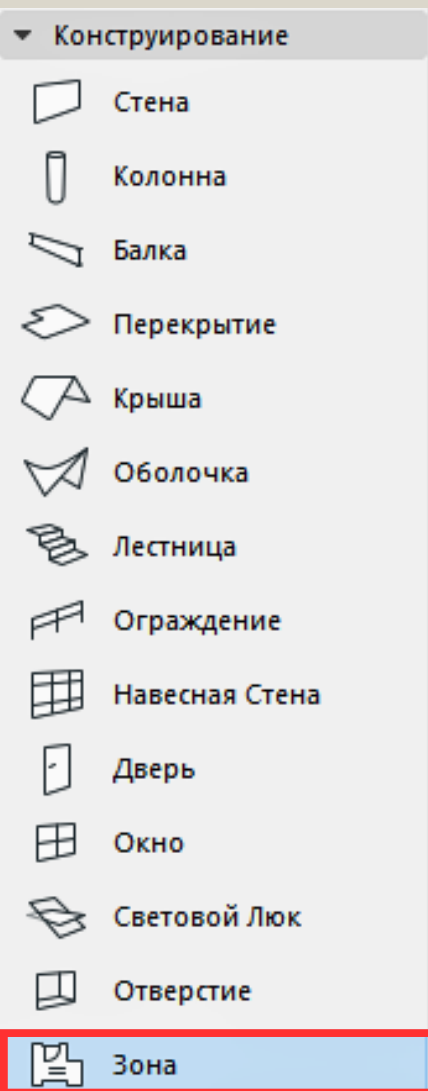 Конструирование
Стена
Колонна
Балка
Перекрытие
Крыша
Оболочка
Лестница
Ограждение
Навесная Стена
Дверь
Окно
Световой Люк
Отверстие
Зона